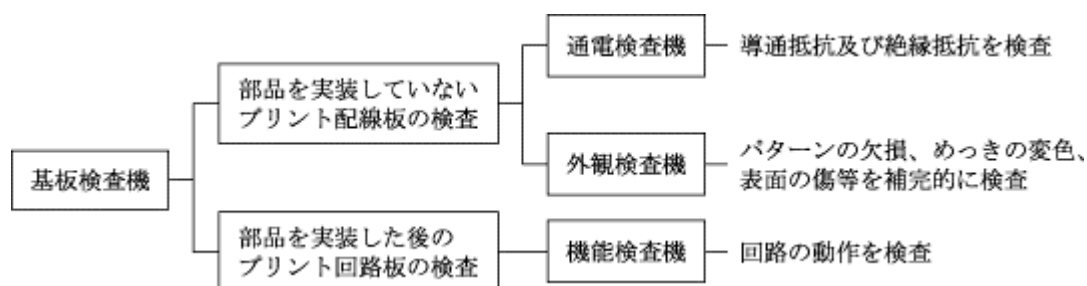 基板検査機
部品を実装していない
プリント配線板の検査
通電検査機
導通抵抗及び絶縁抵抗を検査
外観検査機
パターンの欠損、めっきの変色、
表面の傷等を補完的に検査
部品を実装した後の
プリント回路板の検査
機能検査機
回路の動作を検査